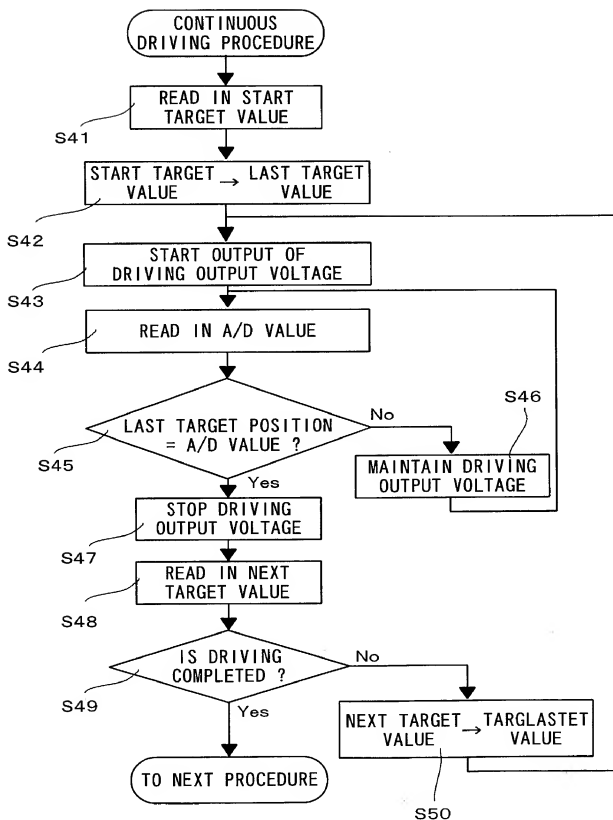 CONTINUOUS
DRIVING PROCEDURE
READ IN START
TARGET VALUE
S41
START TARGET → LAST TARGET
VALUE VALUE
S42
START OUTPUT OF
DRIVING OUTPUT VOLTAGE
S43
READ IN A/D VALUE
S44
LAST TARGET POSITION
= A/D VALUE ?
S45
No
S46
MAINTAIN DRIVING
OUTPUT VOLTAGE
Yes
STOP DRIVING
OUTPUT VOLTAGE
S47
READ IN NEXT
TARGET VALUE
S48
IS DRIVING
COMPLETED ?
S49
No
NEXT TARGET → TARGLASTET
VALUE VALUE
S50
Yes
TO NEXT PROCEDURE